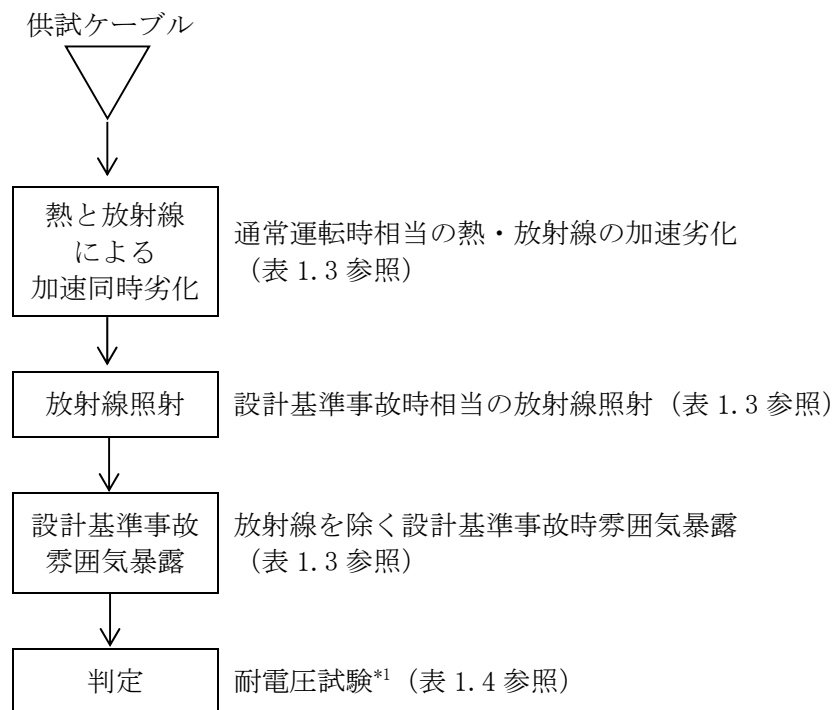 供試ケーブル
熱と放射線
による
加速同時劣化
通常運転時相当の熱・放射線の加速劣化
（表 1.3 参照）
放射線照射
設計基準事故時相当の放射線照射（表 1.3 参照）
設計基準事故
雰囲気暴露
放射線を除く設計基準事故時雰囲気暴露
（表 1.3 参照）
判定
耐電圧試験*1（表 1.4 参照）